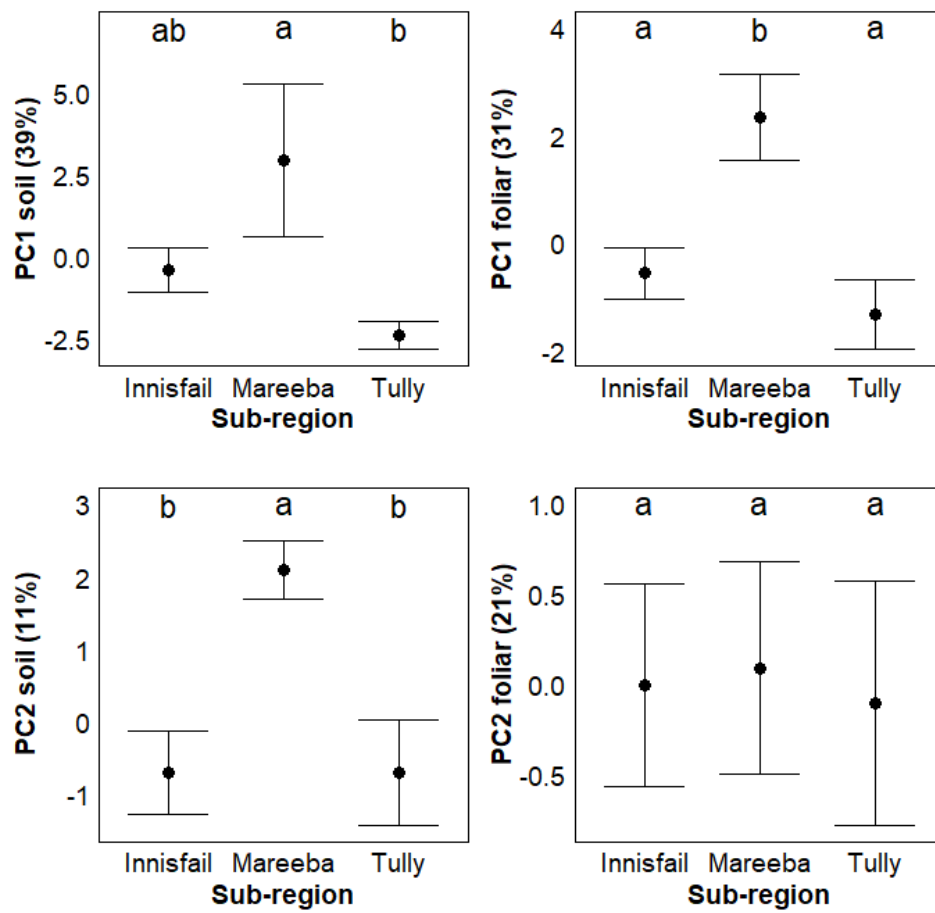 ab a b
PC1 soil (39%)
5.0
2.5
0.0
-2.5
Innisfail Mareeba Tully
Sub-region
a b a
PC1 foliar (31%)
4
2
0
-2
Innisfail Mareeba Tully
Sub-region
b a b
PC2 soil (11%)
3
2
1
0
-1
Innisfail Mareeba Tully
Sub-region
a a a
PC2 foliar (21%)
1.0
0.5
0.0
-0.5
Innisfail Mareeba Tully
Sub-region